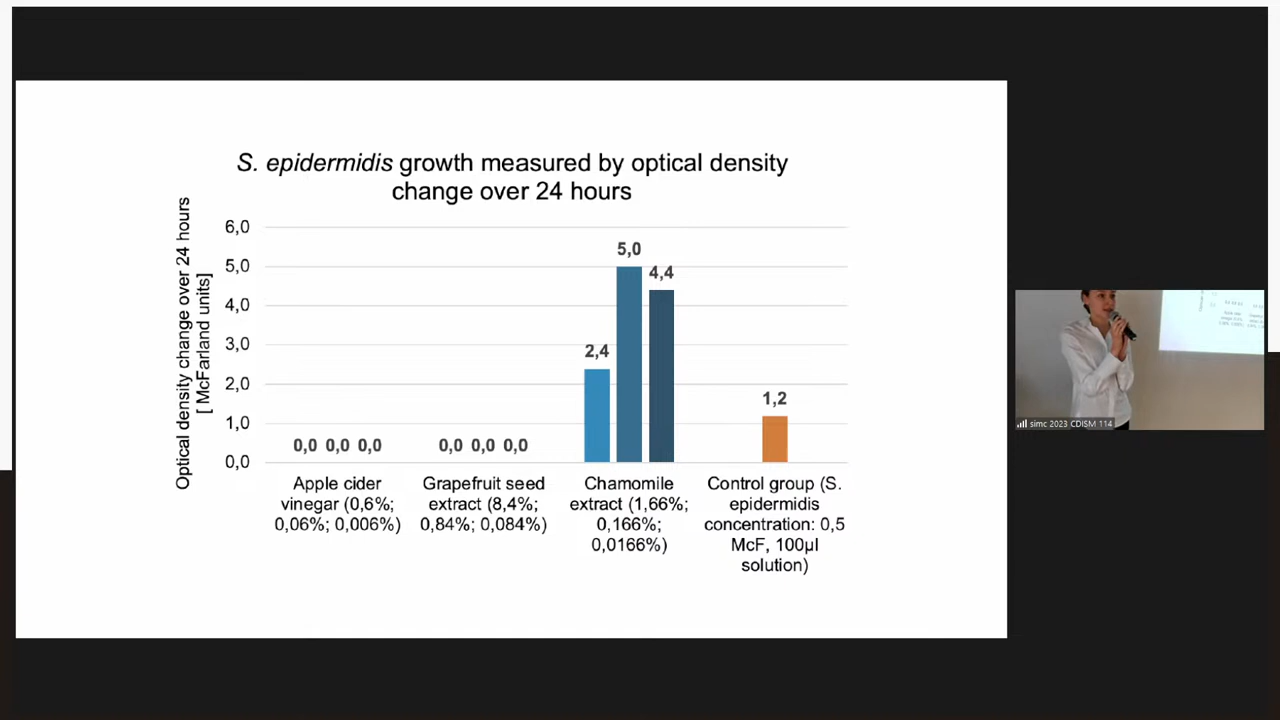 S. epidermidis growth measured by optical density
change over 24 hours
Optical density change over 24 hours
[ McFarland units]
6,0
5,0
4,0
3,0
2,0
1,0
0,0
0,0 0,0 0,0
0,0 0,0 0,0
2,4
5,0
4,4
1,2
Apple cider
vinegar (0,6%;
0,06%; 0,006%)
Grapefruit seed
extract (8,4%;
0,84%; 0,084%)
Chamomile
extract (1,66%;
0,166%;
0,0166%)
Control group (S.
epidermidis
concentration: 0,5
McF, 100µl
solution)
simc 2023 CDISM 114